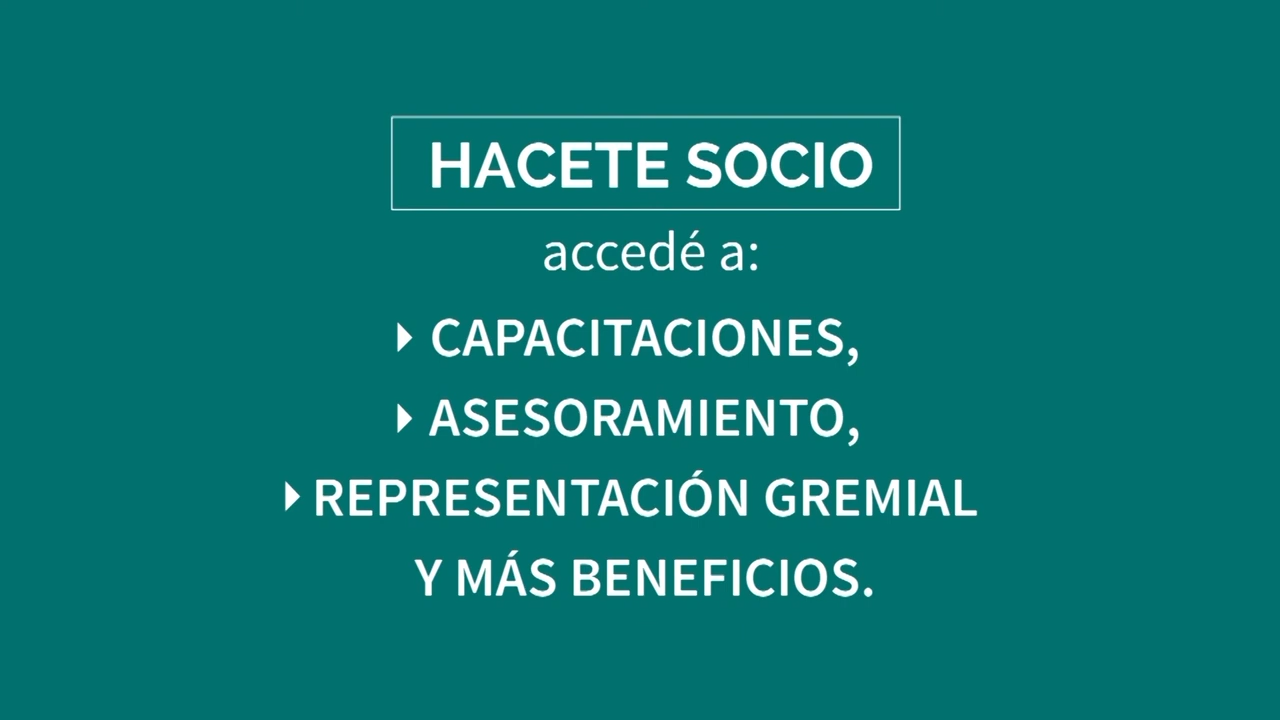 HACETE SOCIO
accedé a:
CAPACITACIONES,
ASESORAMIENTO,
REPRESENTACIÓN GREMIAL
Y MÁS BENEFICIOS.